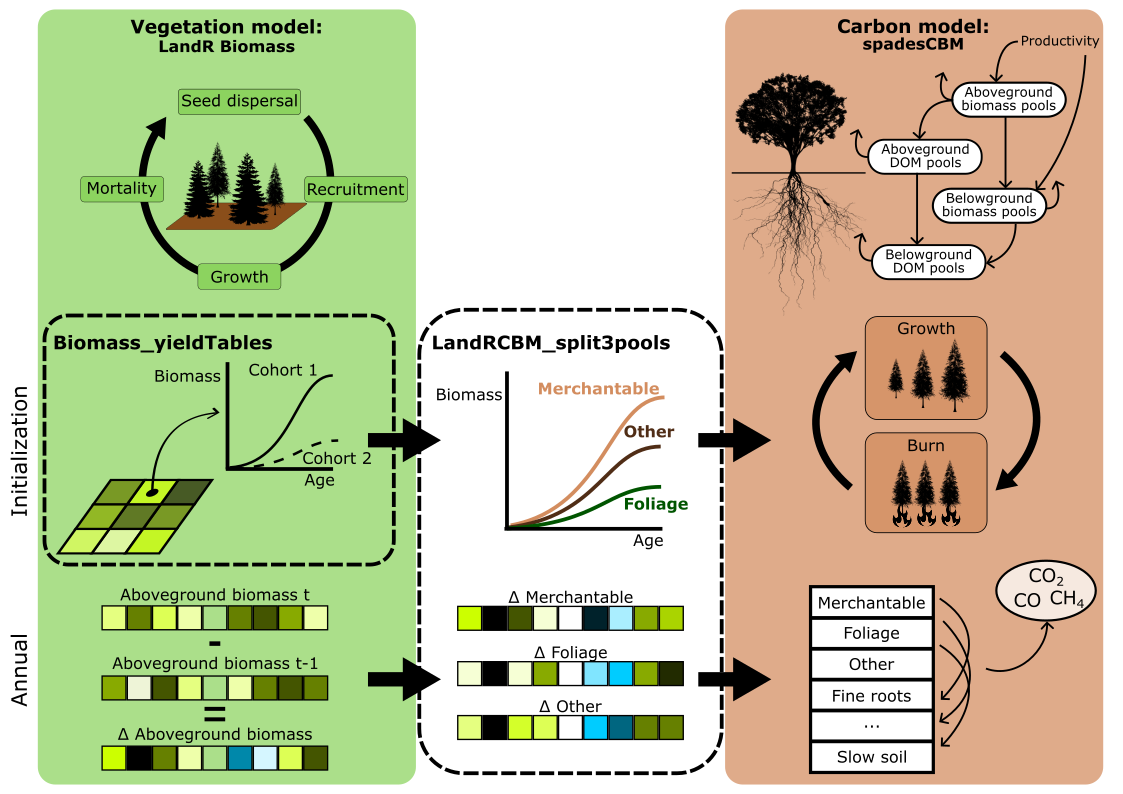 Vegetation model:
LandR Biomass
Seed dispersal
Mortality
Recruitment
Growth
Carbon model:
spadesCBM
Productivity
Aboveground
biomass pools
Aboveground
DOM pools
Belowground
biomass pools
Belowground
DOM pools
Initialization
Biomass_yieldTables
Biomass
Cohort 1
Cohort 2
Age
LandRCBM_split3pools
Biomass
Merchantable
Other
Foliage
Age
Growth
Burn
Annual
Aboveground biomass t
-
Aboveground biomass t-1
=
Δ Aboveground biomass
Δ Merchantable
Δ Foliage
Δ Other
Merchantable
Foliage
Other
Fine roots
...
Slow soil
CO₂
CO CH₄